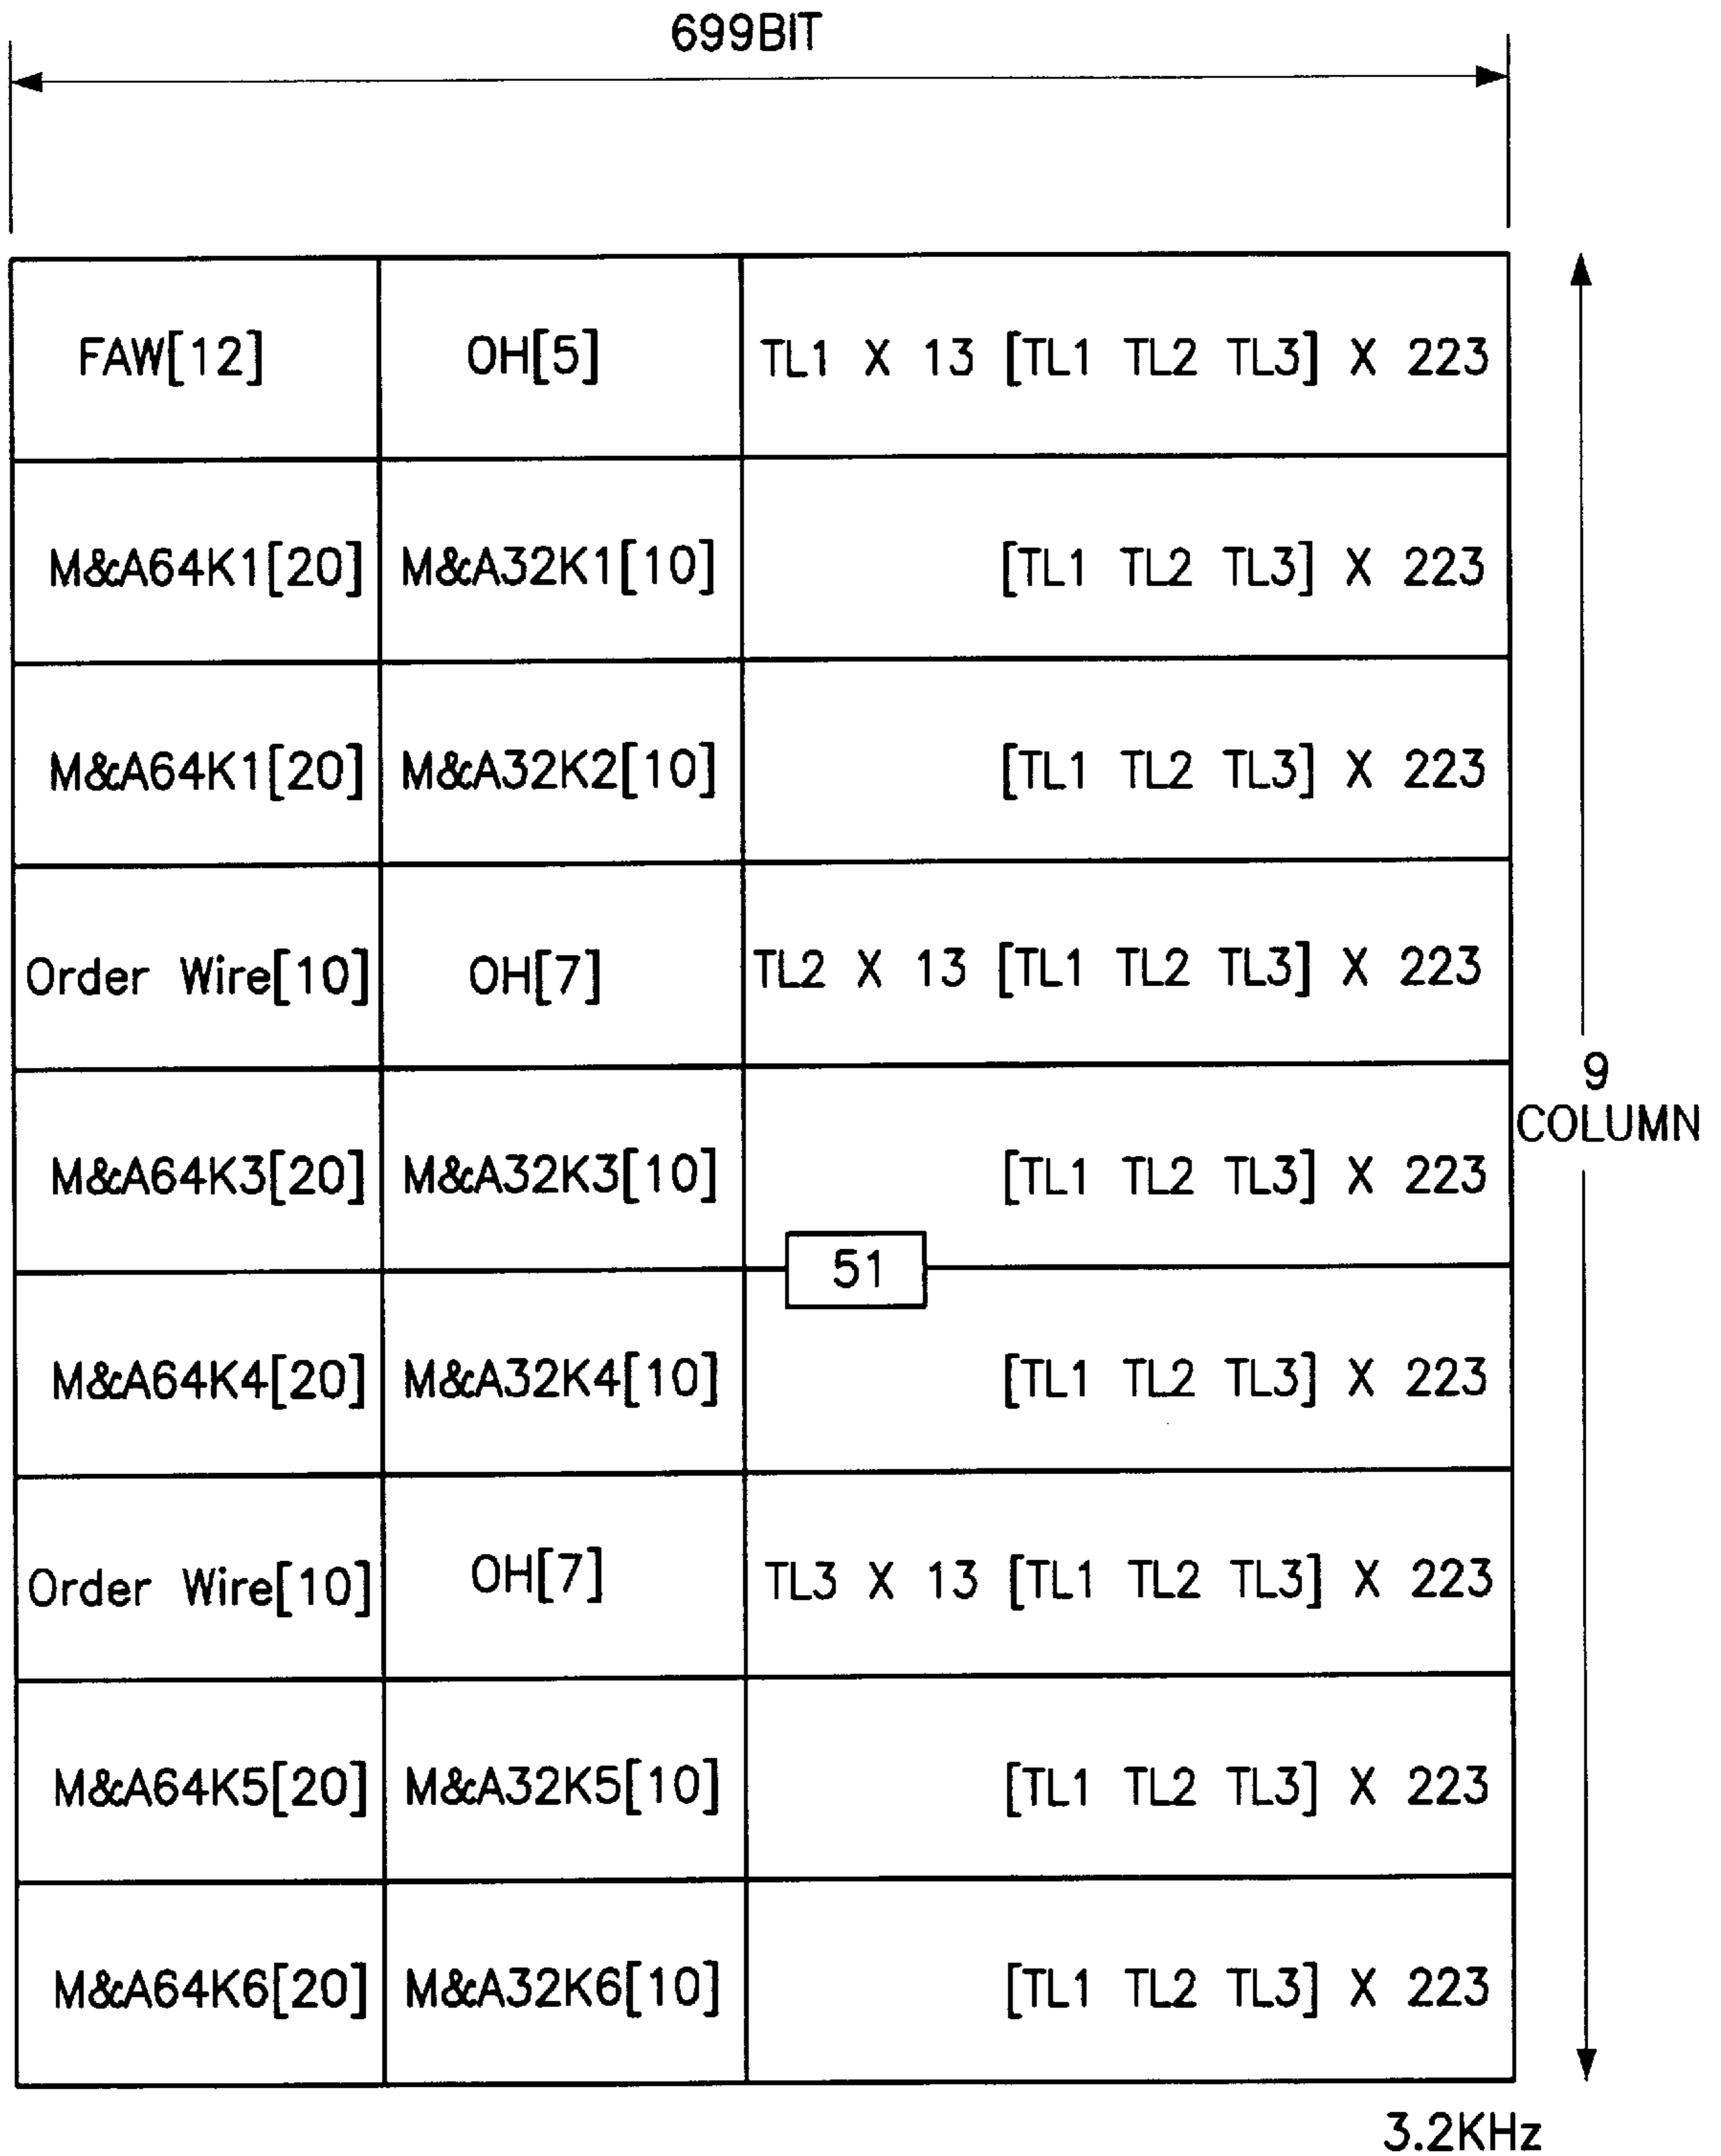 699BIT
FAW[12] OH[5] TL1 X 13 [TL1 TL2 TL3] X 223
M&A64K1[20] M&A32K1[10] [TL1 TL2 TL3] X 223
M&A64K1[20] M&A32K2[10] [TL1 TL2 TL3] X 223
Order Wire[10] OH[7] TL2 X 13 [TL1 TL2 TL3] X 223
9
COLUMN
M&A64K3[20] M&A32K3[10] [TL1 TL2 TL3] X 223
51
M&A64K4[20] M&A32K4[10] [TL1 TL2 TL3] X 223
Order Wire[10] OH[7] TL3 X 13 [TL1 TL2 TL3] X 223
M&A64K5[20] M&A32K5[10] [TL1 TL2 TL3] X 223
M&A64K6[20] M&A32K6[10] [TL1 TL2 TL3] X 223
3.2KHz